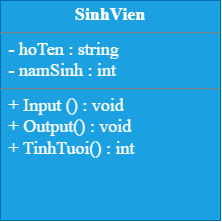 SinhVien
- hoTen : string
- namSinh : int
+ Input () : void
+ Output() : void
+ TinhTuoi() : int